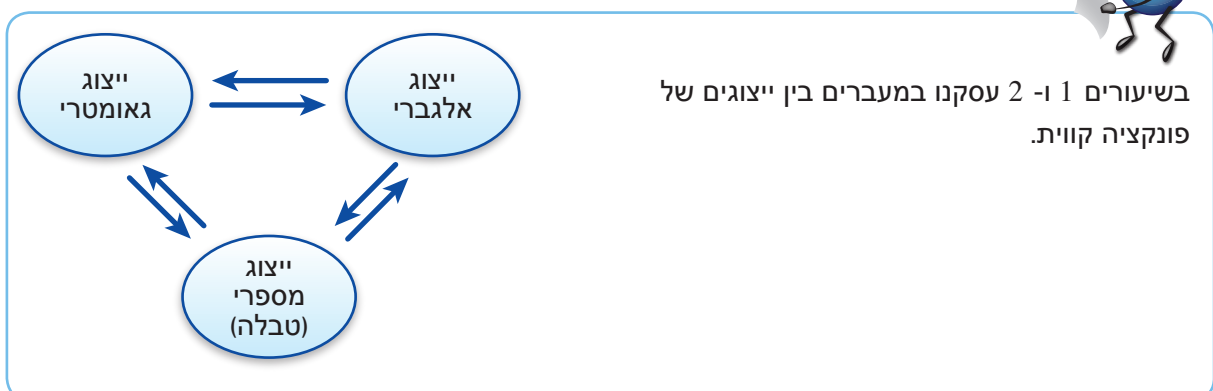 בשיעורים 1 ו- 2 עסקנו במעברים בין ייצוגים של
פונקציה קווית.
ייצוג
אלגברי
ייצוג
גאומטרי
ייצוג
מספרי
(טבלה)